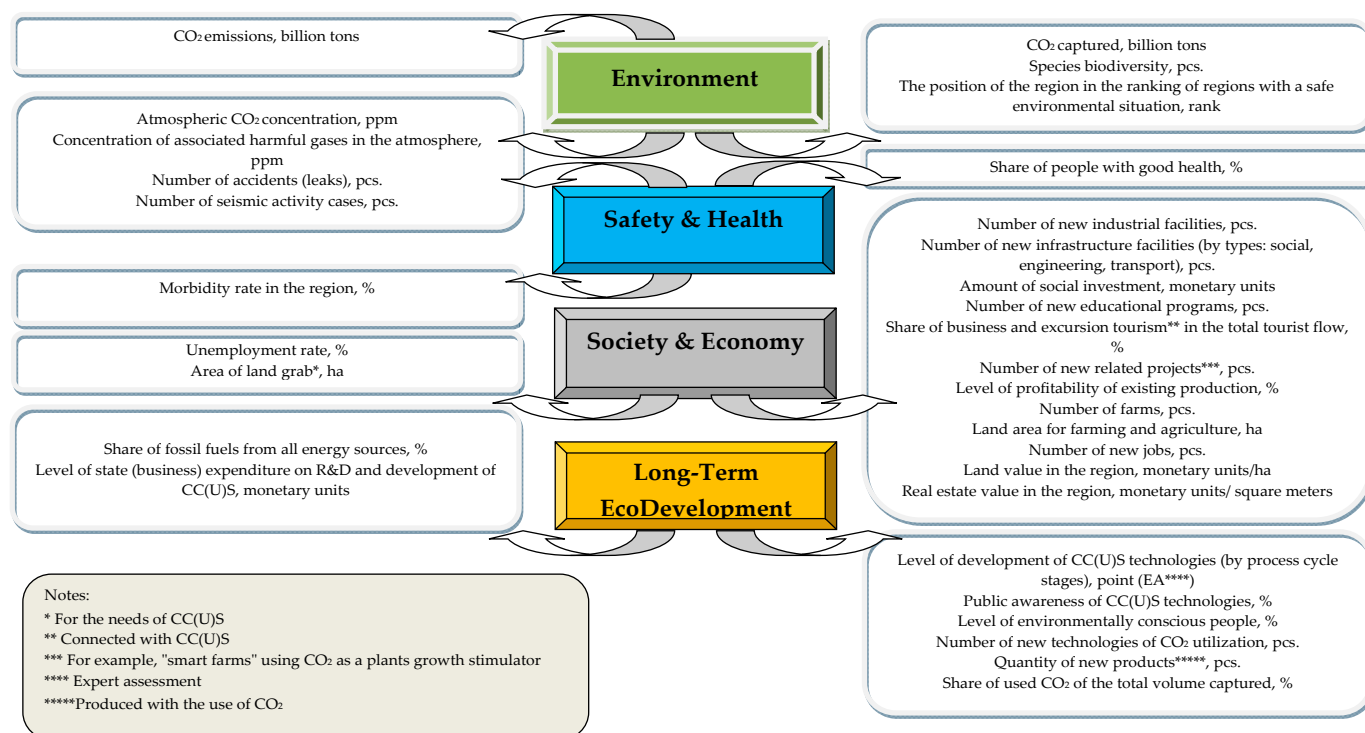 CO₂ emissions, billion tons
Environment
CO₂ captured, billion tons
Species biodiversity, pcs.
The position of the region in the ranking of regions with a safe
environmental situation, rank
Atmospheric CO₂ concentration, ppm
Concentration of associated harmful gases in the atmosphere,
ppm
Number of accidents (leaks), pcs.
Number of seismic activity cases, pcs.
Share of people with good health, %
Safety & Health
Morbidity rate in the region, %
Number of new industrial facilities, pcs.
Number of new infrastructure facilities (by types: social,
engineering, transport), pcs.
Amount of social investment, monetary units
Number of new educational programs, pcs.
Share of business and excursion tourism** in the total tourist flow,
%
Number of new related projects***, pcs.
Level of profitability of existing production, %
Number of farms, pcs.
Land area for farming and agriculture, ha
Number of new jobs, pcs.
Land value in the region, monetary units/ha
Real estate value in the region, monetary units/ square meters
Society & Economy
Unemployment rate, %
Area of land grab*, ha
Share of fossil fuels from all energy sources, %
Level of state (business) expenditure on R&D and development of
CC(U)S, monetary units
Long-Term
EcoDevelopment
Level of development of CC(U)S technologies (by process cycle
stages), point (EA****)
Public awareness of CC(U)S technologies, %
Level of environmentally conscious people, %
Number of new technologies of CO₂ utilization, pcs.
Quantity of new products*****, pcs.
Share of used CO₂ of the total volume captured, %
Notes:
* For the needs of CC(U)S
** Connected with CC(U)S
*** For example, "smart farms" using CO₂ as a plants growth stimulator
**** Expert assessment
*****Produced with the use of CO₂